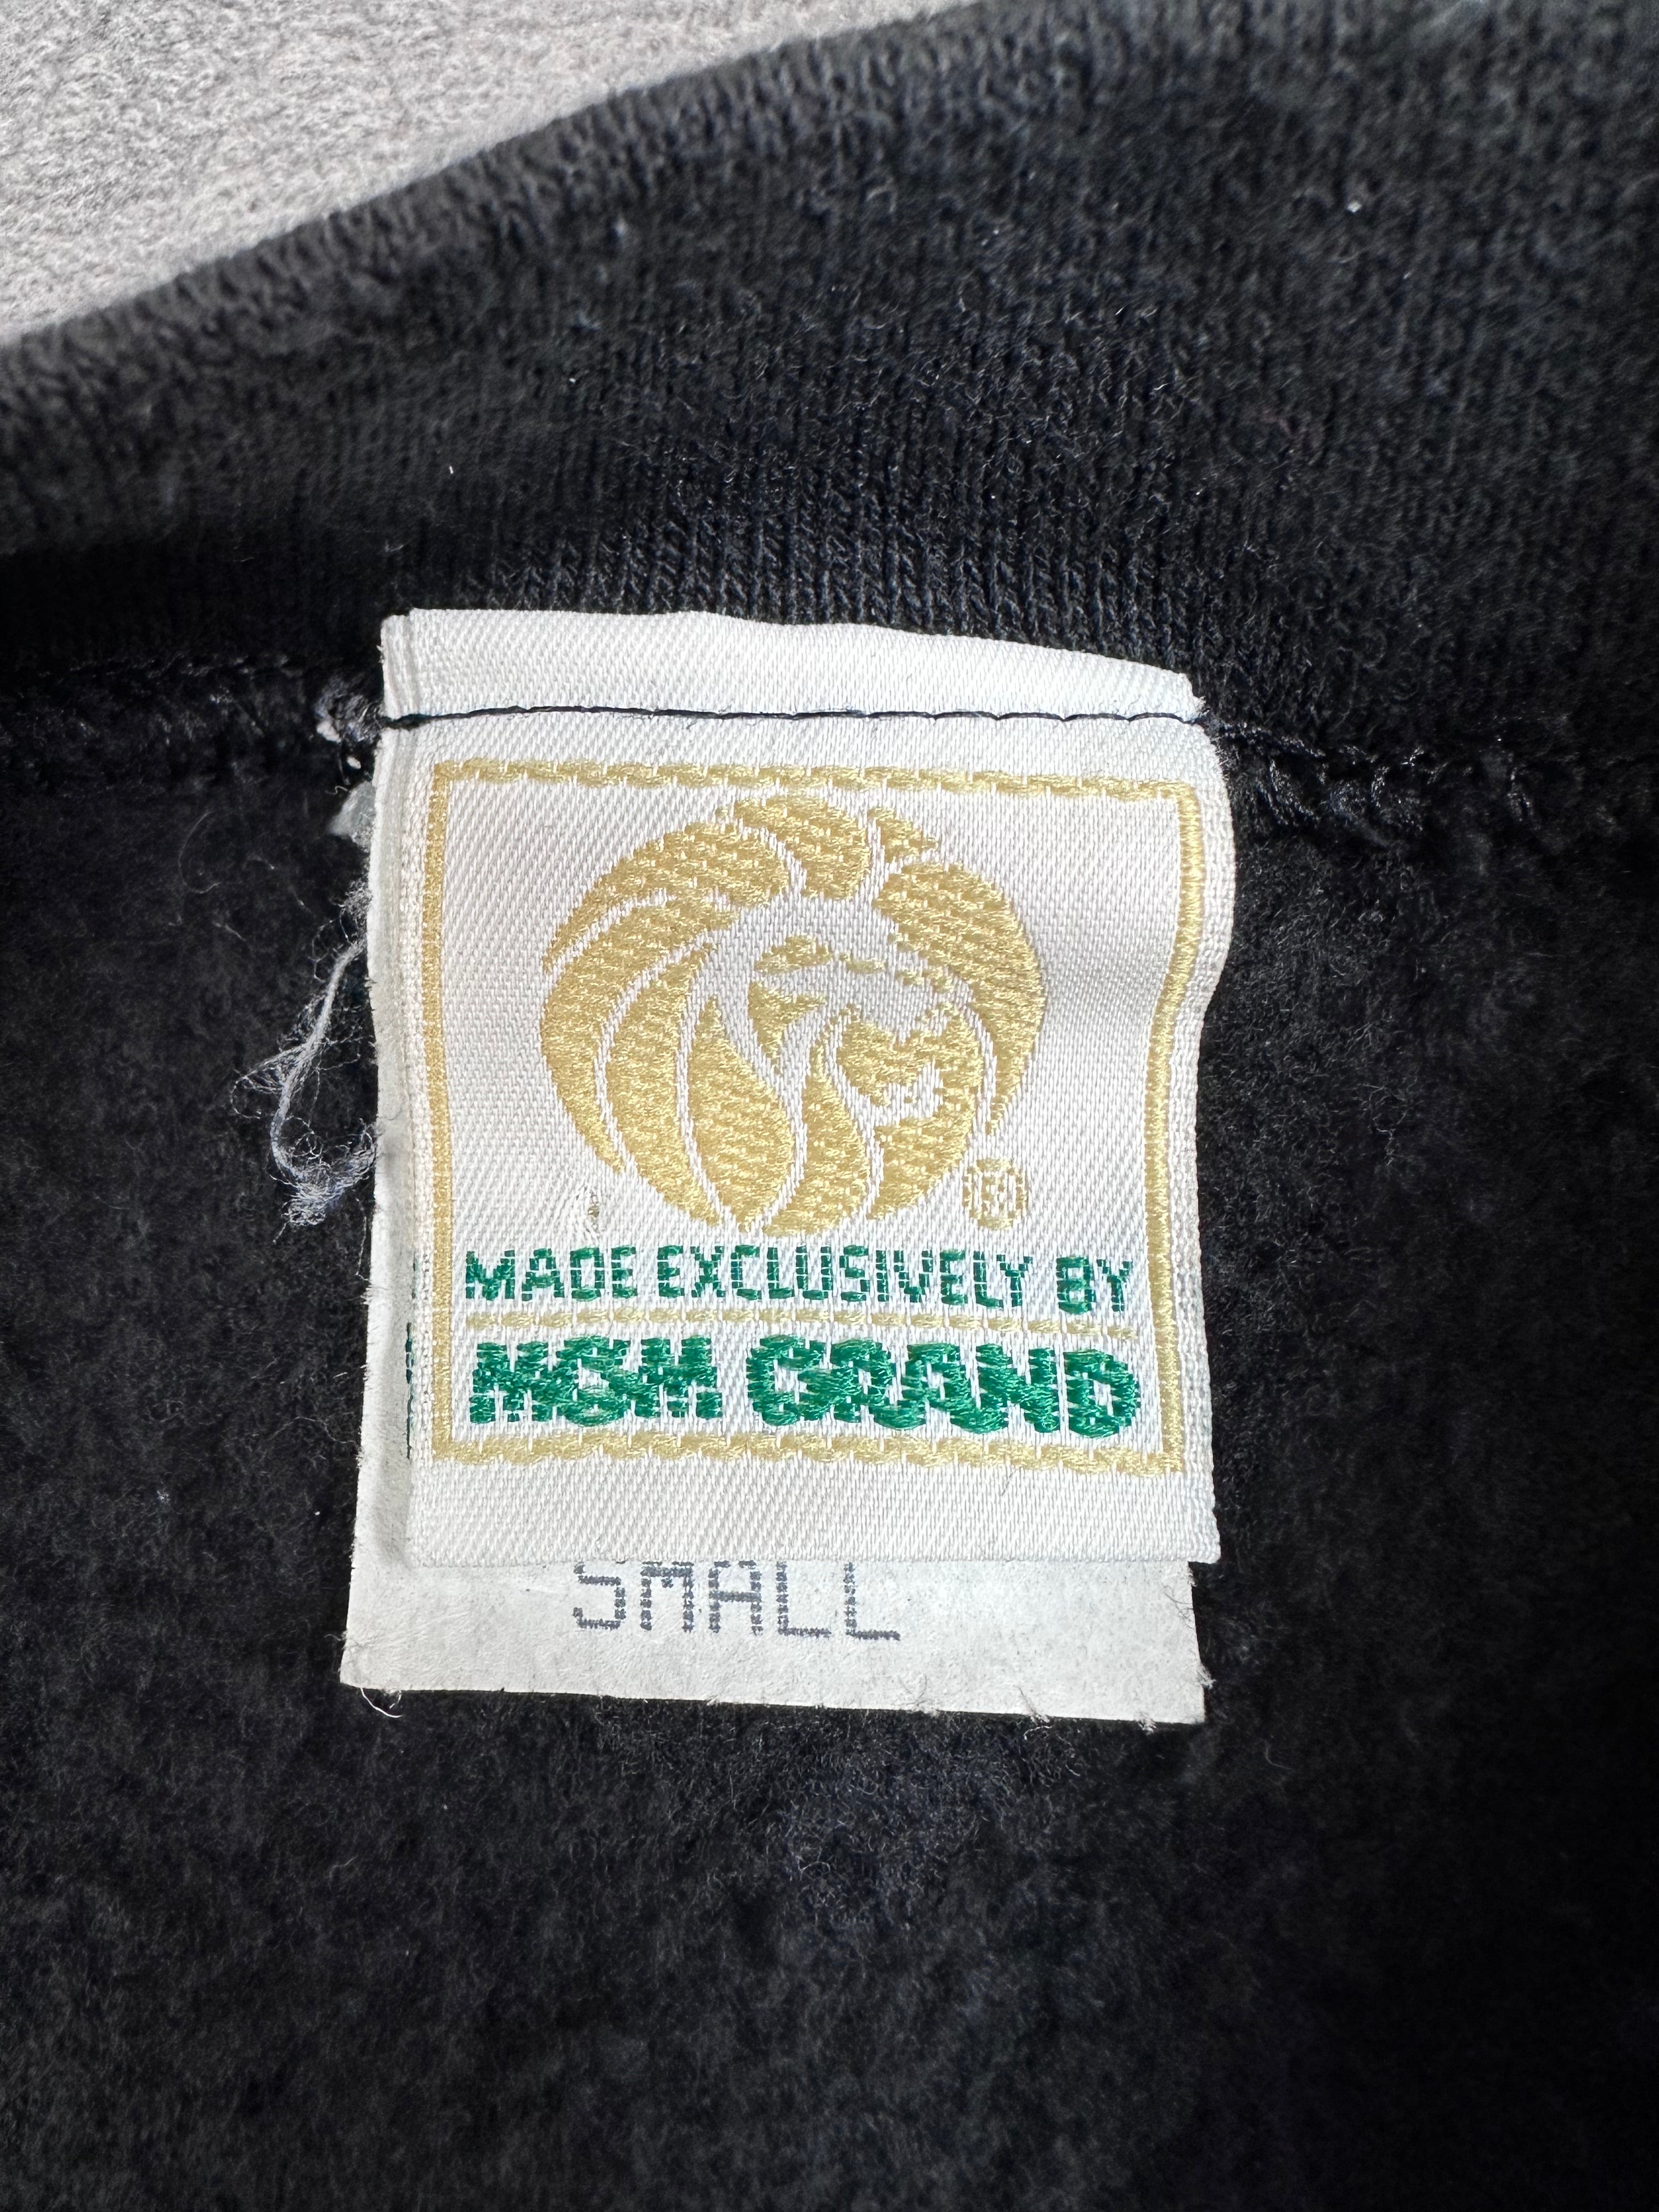 ®
MADE EXCLUSIVELY BY
MGM GRAND
SMALL